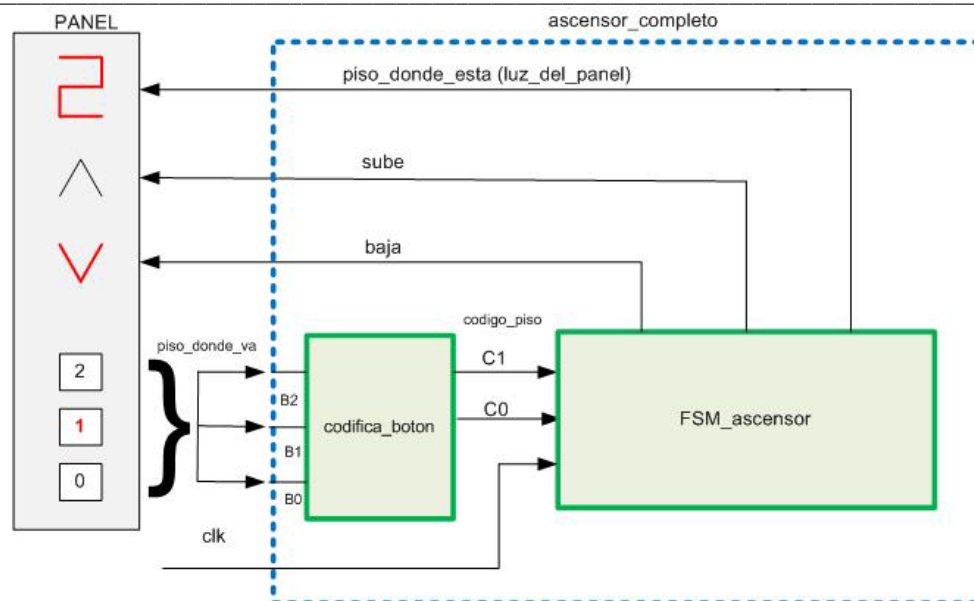 PANEL
ascensor_completo
2
piso_donde_esta (luz_del_panel)
sube
baja
piso_donde_va
codigo_piso
2
1
0
B2
B1
B0
codifica_boton
C1
C0
FSM_ascensor
clk